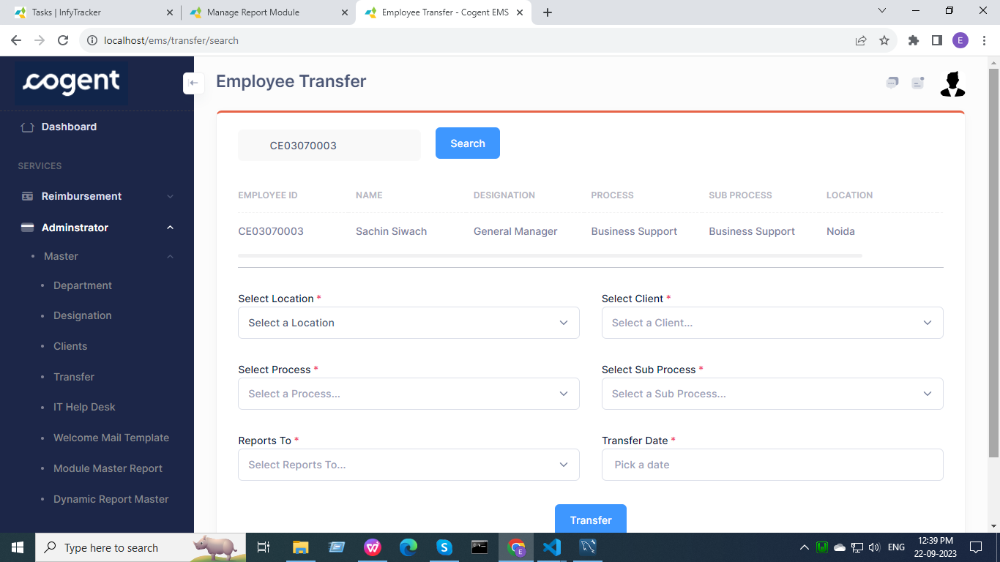 Tasks | InfyTracker
Manage Report Module
Employee Transfer - Cogent EMS
localhost/ems/transfer/search
E
cogent
Employee Transfer
Dashboard
SERVICES
Reimbursement
Adminstrator
Master
Department
Designation
Clients
Transfer
IT Help Desk
Welcome Mail Template
Module Master Report
Dynamic Report Master
CE03070003
Search
EMPLOYEE ID NAME DESIGNATION PROCESS SUB PROCESS LOCATION
CE03070003 Sachin Siwach General Manager Business Support Business Support Noida
Select Location * Select Client *
Select a Location Select a Client...
Select Process * Select Sub Process *
Select a Process... Select a Sub Process...
Reports To * Transfer Date *
Select Reports To... Pick a date
Transfer
Type here to search
ENG
12:39 PM
22-09-2023